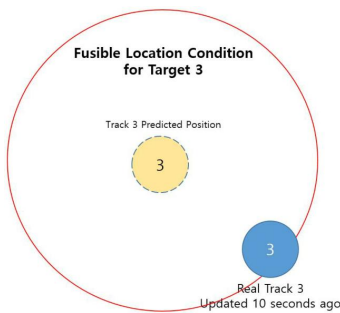 Fusible Location Condition
for Target 3
Track 3 Predicted Position
3
3
Real Track 3
Updated 10 seconds ago